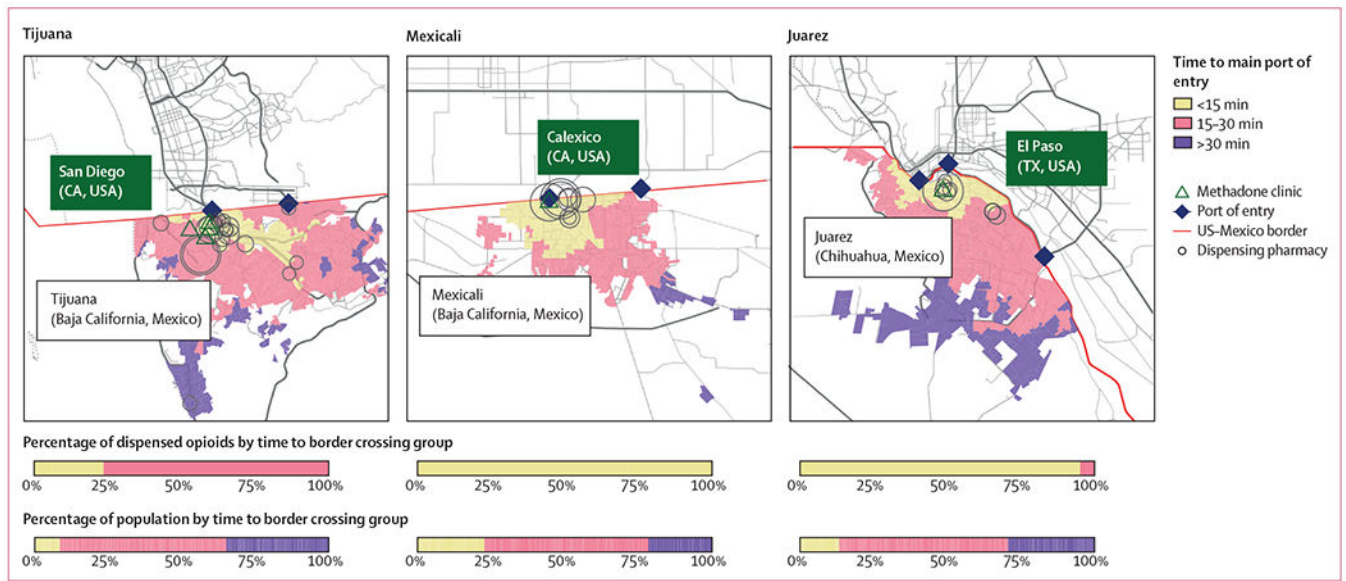 Tijuana
Mexicali
Juarez
San Diego
(CA, USA)
Tijuana
(Baja California, Mexico)
Calexico
(CA, USA)
Mexicali
(Baja California, Mexico)
El Paso
(TX, USA)
Juarez
(Chihuahua, Mexico)
Time to main port of
entry
<15 min
15–30 min
>30 min
Methadone clinic
Port of entry
US–Mexico border
Dispensing pharmacy
Percentage of dispensed opioids by time to border crossing group
0% 25% 50% 75% 100%
0% 25% 50% 75% 100%
0% 25% 50% 75% 100%
Percentage of population by time to border crossing group
0% 25% 50% 75% 100%
0% 25% 50% 75% 100%
0% 25% 50% 75% 100%